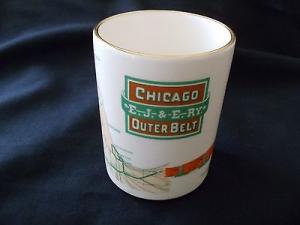 CHICAGO
E. J. & E. RY
OUTER BELT